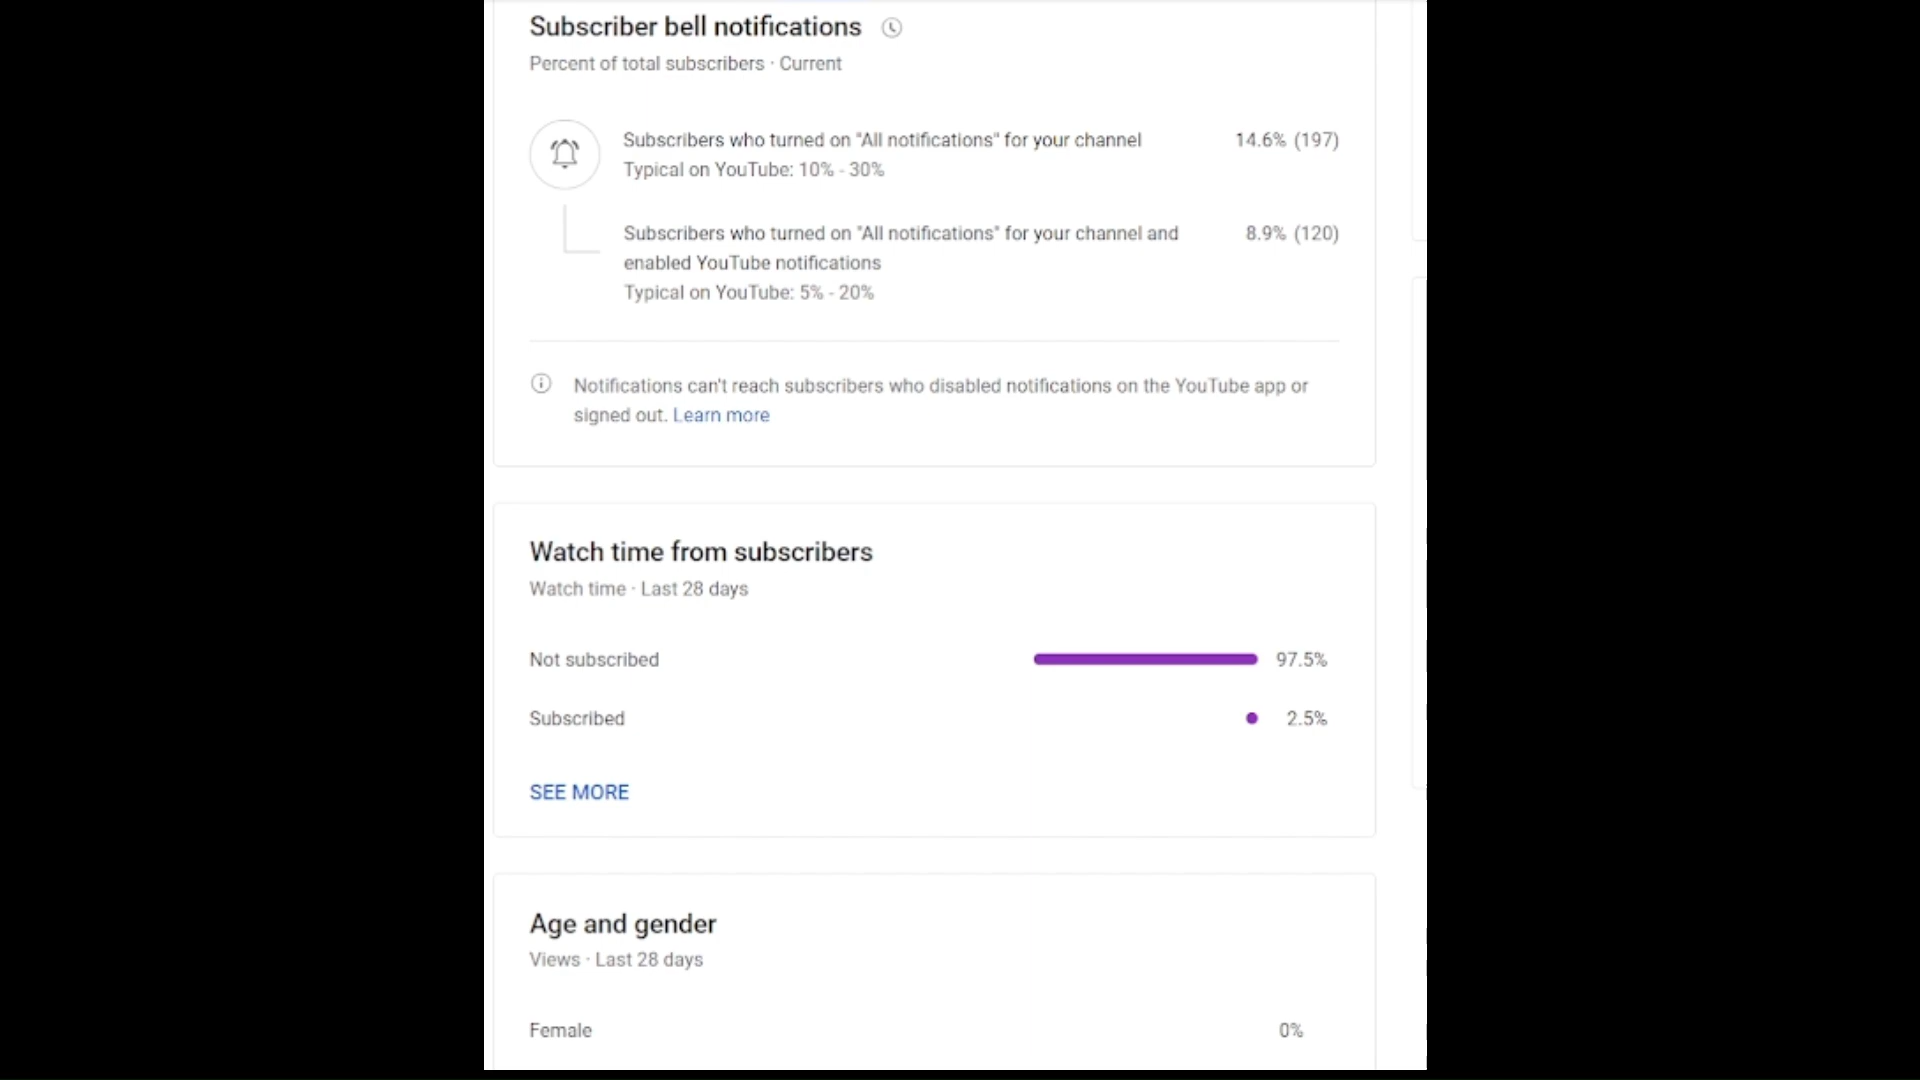 Subscriber bell notifications
Percent of total subscribers · Current
Subscribers who turned on "All notifications" for your channel 14.6% (197)
Typical on YouTube: 10% - 30%
Subscribers who turned on "All notifications" for your channel and 8.9% (120)
enabled YouTube notifications
Typical on YouTube: 5% - 20%
Notifications can't reach subscribers who disabled notifications on the YouTube app or
signed out. Learn more
Watch time from subscribers
Watch time · Last 28 days
Not subscribed 97.5%
Subscribed 2.5%
SEE MORE
Age and gender
Views · Last 28 days
Female 0%